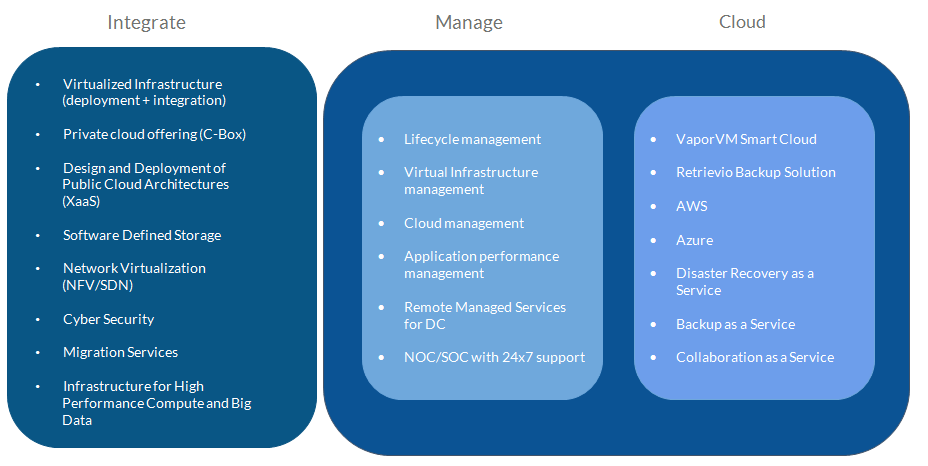 Integrate
Manage
Cloud
• Virtualized Infrastructure
(deployment + integration)
• Private cloud offering (C-Box)
• Design and Deployment of
Public Cloud Architectures
(XaaS)
• Software Defined Storage
• Network Virtualization
(NFV/SDN)
• Cyber Security
• Migration Services
• Infrastructure for High
Performance Compute and Big
Data
• Lifecycle management
• Virtual Infrastructure
management
• Cloud management
• Application performance
management
• Remote Managed Services
for DC
• NOC/SOC with 24x7 support
• VaporVM Smart Cloud
• Retrievio Backup Solution
• AWS
• Azure
• Disaster Recovery as a
Service
• Backup as a Service
• Collaboration as a Service